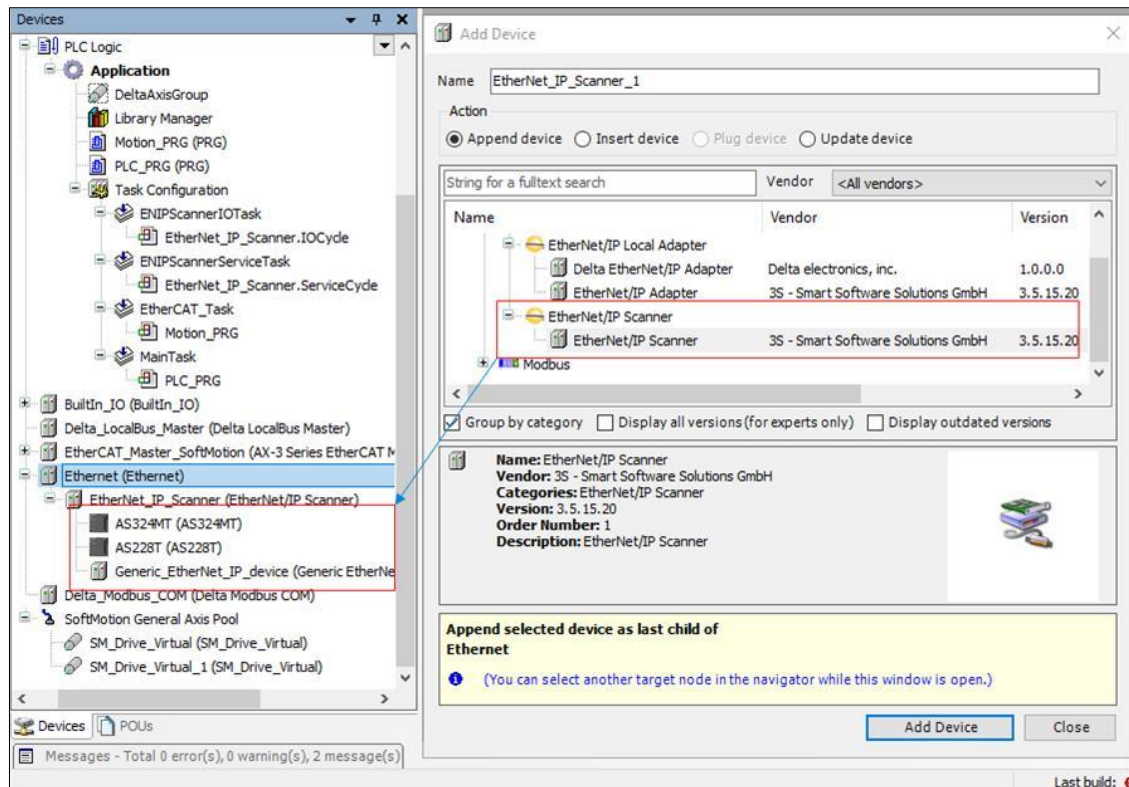 Devices
PLC Logic
Application
DeltaAxisGroup
Library Manager
Motion_PRG (PRG)
PLC_PRG (PRG)
Task Configuration
ENIPScannerIOTask
EtherNet_IP_Scanner.IOCycle
ENIPScannerServiceTask
EtherNet_IP_Scanner.ServiceCycle
EtherCAT_Task
Motion_PRG
MainTask
PLC_PRG
BuiltIn_IO (BuiltIn_IO)
Delta_LocalBus_Master (Delta LocalBus Master)
EtherCAT_Master_SoftMotion (AX-3 Series EtherCAT M
Ethernet (Ethernet)
EtherNet_IP_Scanner (EtherNet/IP Scanner)
AS324MT (AS324MT)
AS228T (AS228T)
Generic_EtherNet_IP_device (Generic EtherNe
Delta_Modbus_COM (Delta Modbus COM)
SoftMotion General Axis Pool
SM_Drive_Virtual (SM_Drive_Virtual)
SM_Drive_Virtual_1 (SM_Drive_Virtual)
Devices POUs
Messages - Total 0 error(s), 0 warning(s), 2 message(s)
Add Device
Name EtherNet_IP_Scanner_1
Action
Append device Insert device Plug device Update device
String for a fulltext search Vendor <All vendors>
Name Vendor Version
EtherNet/IP Local Adapter
Delta EtherNet/IP Adapter Delta electronics, inc. 1.0.0.0
EtherNet/IP Adapter 3S - Smart Software Solutions GmbH 3.5.15.20
EtherNet/IP Scanner
EtherNet/IP Scanner 3S - Smart Software Solutions GmbH 3.5.15.20
Modbus
Group by category Display all versions (for experts only) Display outdated versions
Name: EtherNet/IP Scanner
Vendor: 3S - Smart Software Solutions GmbH
Categories: EtherNet/IP Scanner
Version: 3.5.15.20
Order Number: 1
Description: EtherNet/IP Scanner
Append selected device as last child of
Ethernet
(You can select another target node in the navigator while this window is open.)
Add Device Close
Last build: